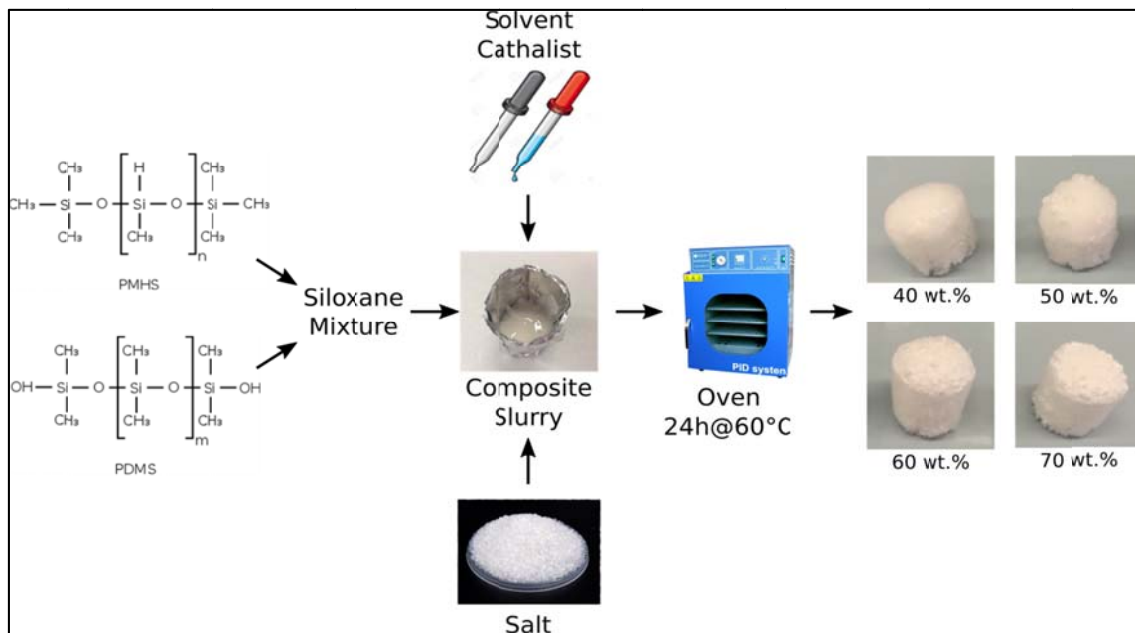 Solvent
Cathalist
CH₃ CH₃
H
CH₃ — Si — O — Si — O — Si — CH₃
CH₃ CH₃ CH₃
n
PMHS
Siloxane
Mixture
CH₃ CH₃ CH₃
OH — Si — O — Si — O — Si — OH
CH₃ CH₃ CH₃
m
PDMS
Composite
Slurry
PID systen
Oven
24h@60°C
40 wt.% 50 wt.%
60 wt.% 70 wt.%
Salt